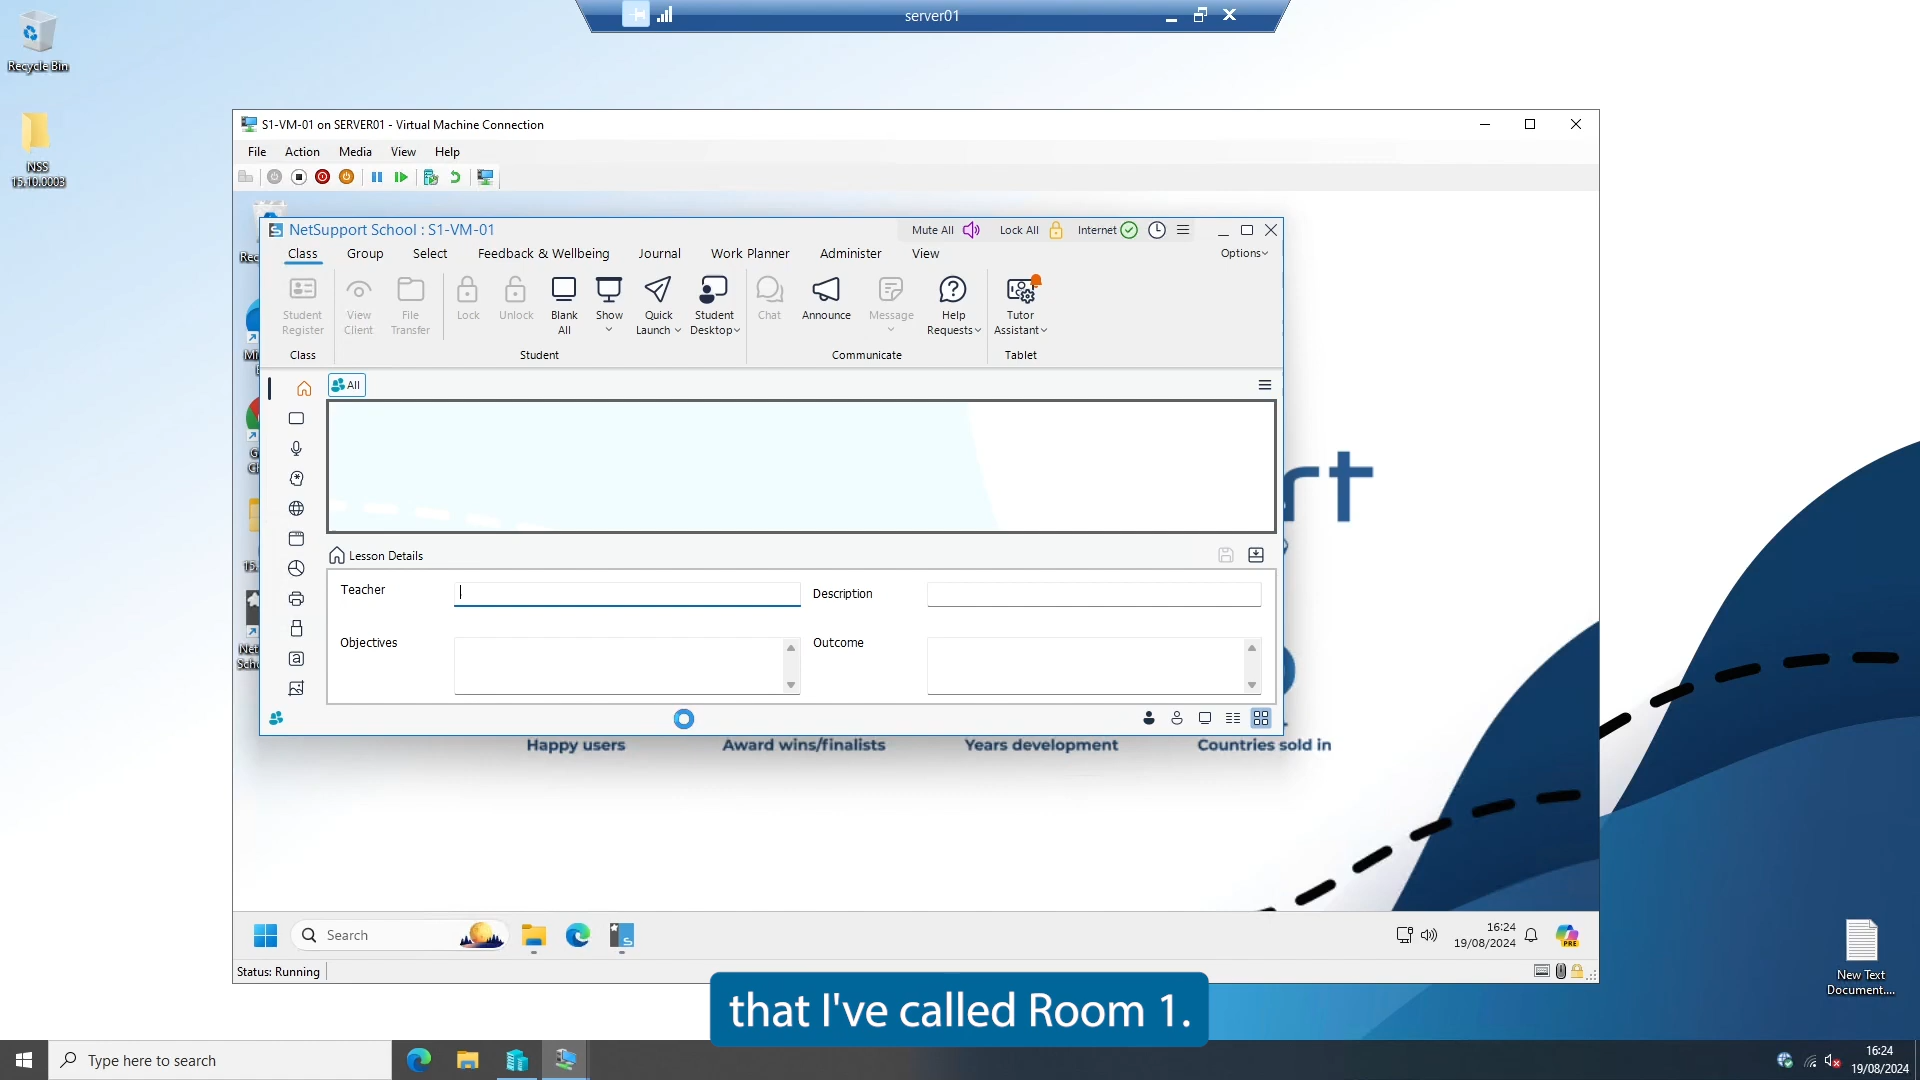 server01
Recycle Bin
NSS
15.10.0003
S1-VM-01 on SERVER01 - Virtual Machine Connection
File Action Media View Help
NetSupport School : S1-VM-01
Mute All Lock All Internet
Class Group Select Feedback & Wellbeing Journal Work Planner Administer View Options
Student
Register
View
Client
File
Transfer
Lock
Unlock
Blank
All
Show
Quick
Launch
Student
Desktop
Chat
Announce
Message
Help
Requests
Tutor
Assistant
Class Student Communicate Tablet
All
Lesson Details
Teacher
Description
Objectives
Outcome
Happy users Award wins/finalists Years development Countries sold in
Search
16:24
19/08/2024
PRE
Status: Running
New Text
Document....
that I've called Room 1.
Type here to search
16:24
19/08/2024